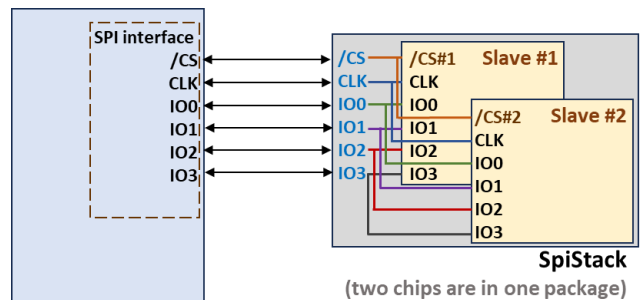 SPI interface
/CS
CLK
IO0
IO1
IO2
IO3
/CS
CLK
IO0
IO1
IO2
IO3
/CS#1 Slave #1
CLK
IO0
IO1
IO2
IO3
/CS#2 Slave #2
CLK
IO0
IO1
IO2
IO3
SpiStack
(two chips are in one package)